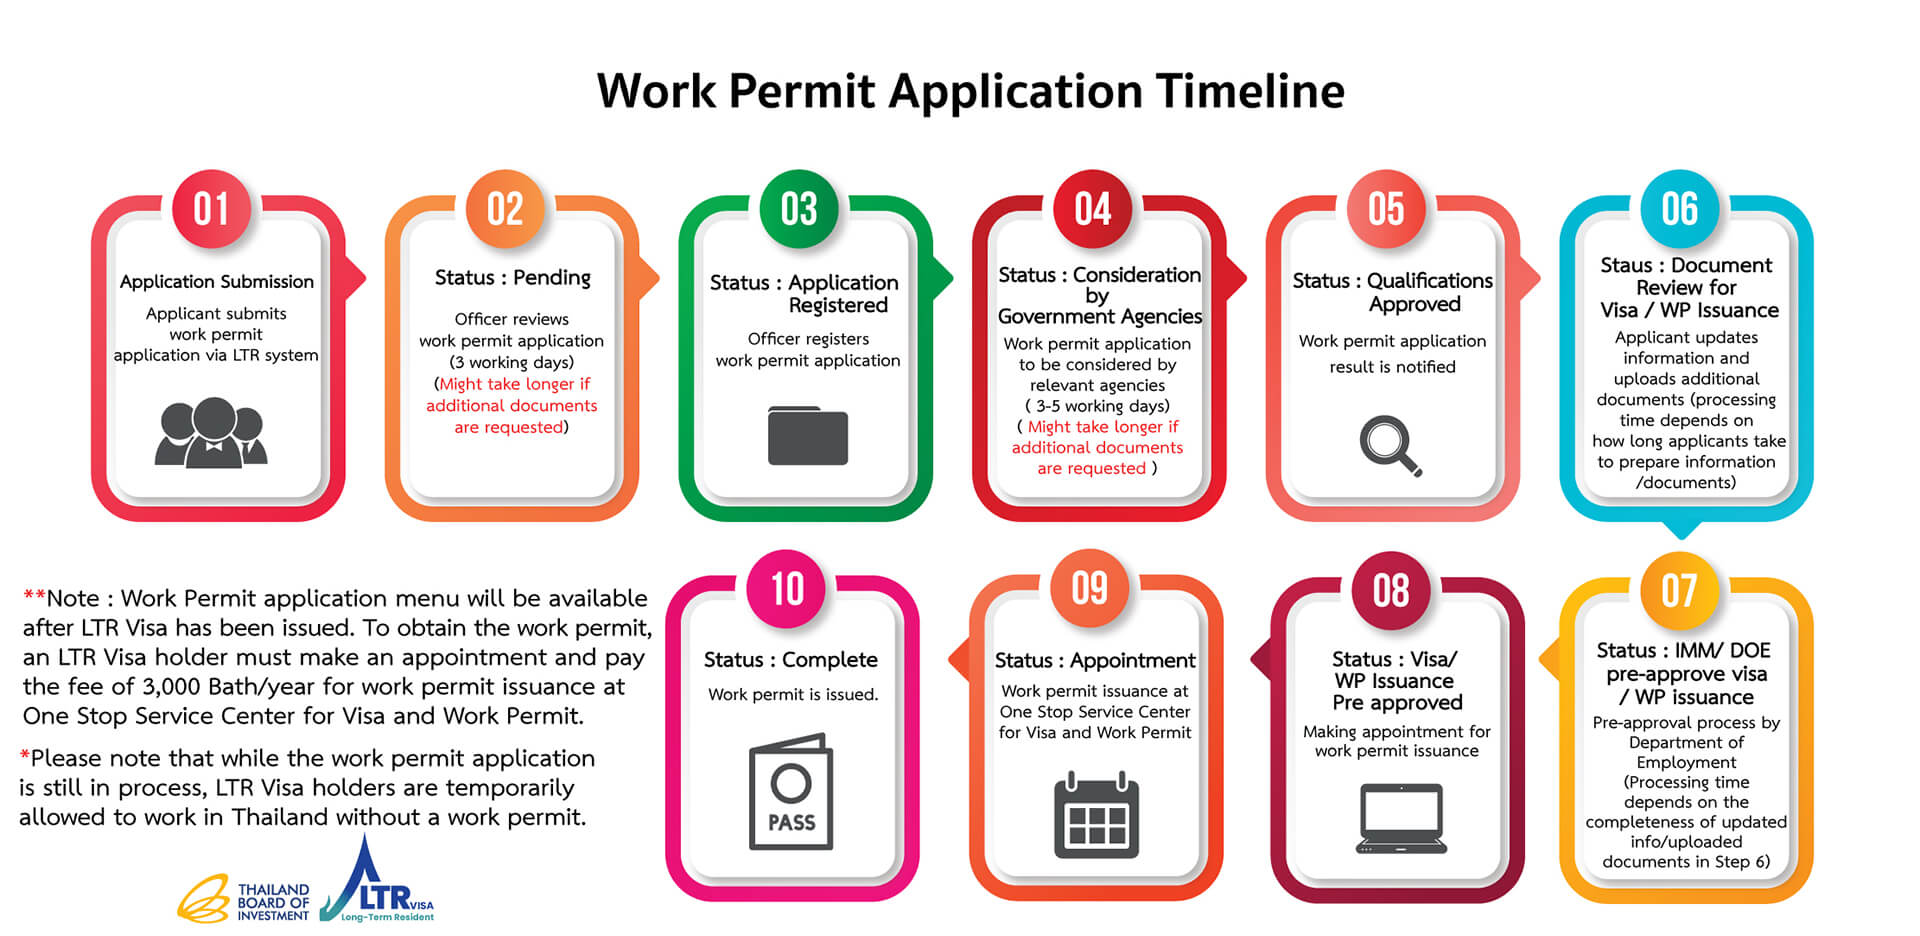 Work Permit Application Timeline
01
Application Submission
Applicant submits
work permit
application via LTR system
02
Status : Pending
Officer reviews
work permit application
(3 working days)
(Might take longer if
additional documents
are requested)
03
Status : Application
Registered
Officer registers
work permit application
04
Status : Consideration
by
Government Agencies
Work permit application
to be considered by
relevant agencies
( 3-5 working days)
( Might take longer if
additional documents
are requested )
05
Status : Qualifications
Approved
Work permit application
result is notified
06
Staus : Document
Review for
Visa / WP Issuance
Applicant updates
information and
uploads additional
documents (processing
time depends on
how long applicants take
to prepare information
/documents)
07
Status : IMM/ DOE
pre-approve visa
/ WP issuance
Pre-approval process by
Department of
Employment
(Processing time
depends on the
completeness of updated
info/uploaded
documents in Step 6)
08
Status : Visa/
WP Issuance
Pre approved
Making appointment for
work permit issuance
09
Status : Appointment
Work permit issuance at
One Stop Service Center
for Visa and Work Permit
10
Status : Complete
Work permit is issued.
PASS
**Note : Work Permit application menu will be available
after LTR Visa has been issued. To obtain the work permit,
an LTR Visa holder must make an appointment and pay
the fee of 3,000 Bath/year for work permit issuance at
One Stop Service Center for Visa and Work Permit.
*Please note that while the work permit application
is still in process, LTR Visa holders are temporarily
allowed to work in Thailand without a work permit.
THAILAND
BOARD OF
INVESTMENT
LTR VISA
Long-Term Resident